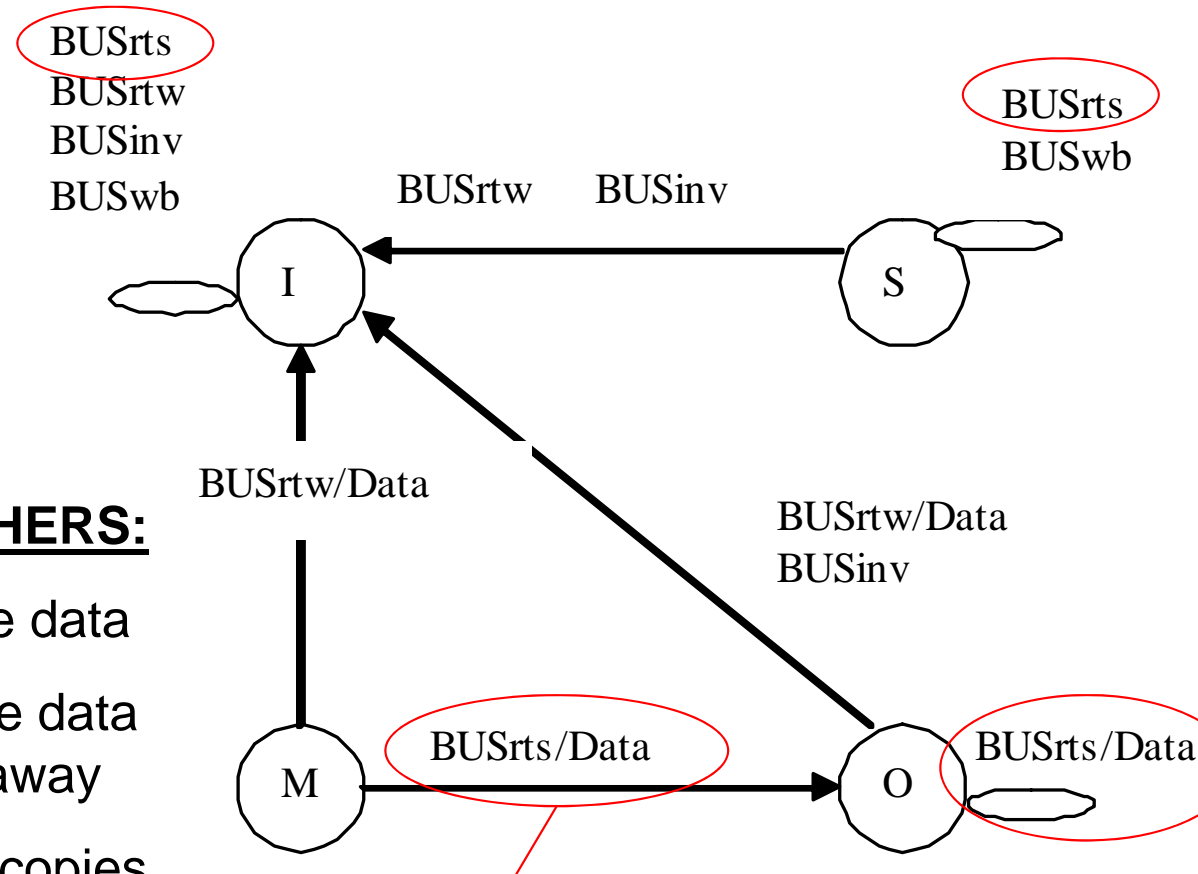 BUSrts
BUSrtw
BUSinv
BUSwb
BUSrts
BUSwb
BUSrtw BUSinv
I
S
BUSrtw/Data
BUSrtw/Data
BUSinv
HERS:
e data
e data
away
copies
BUSrts/Data
BUSrts/Data
M
O